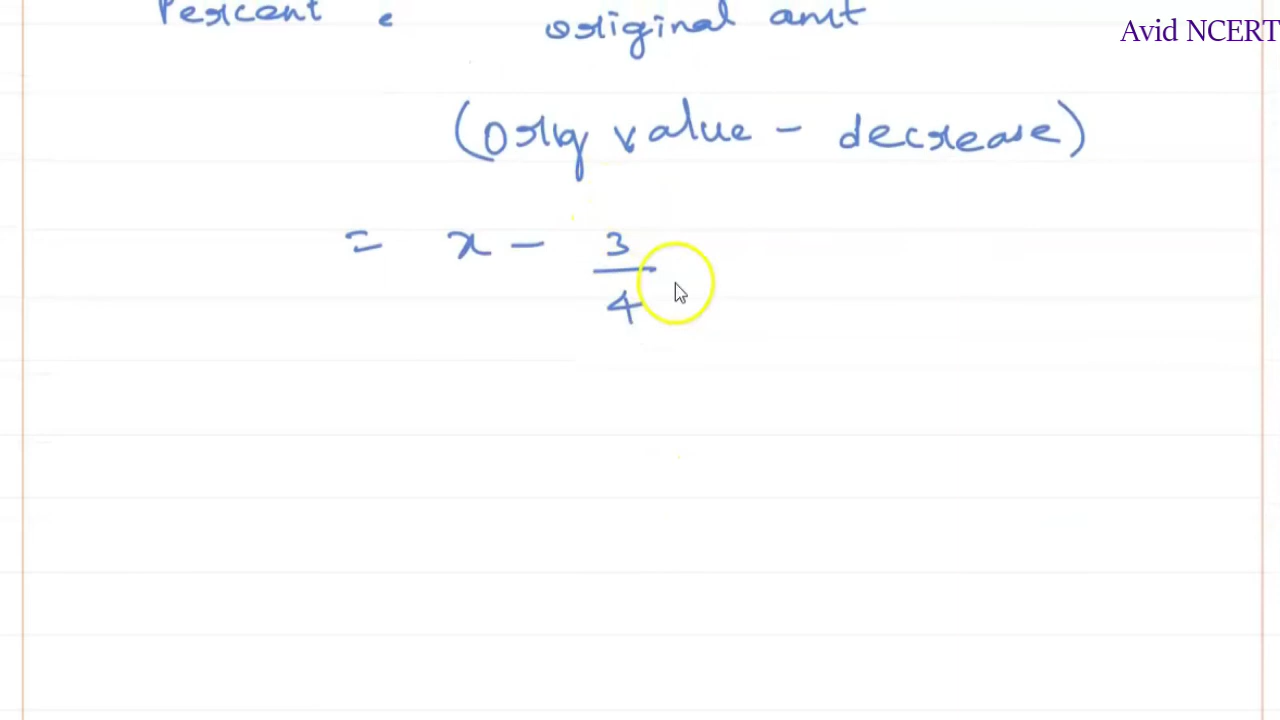 Percent
original amt
Avid NCERT
(orig value - decrease)
= x - 3/4